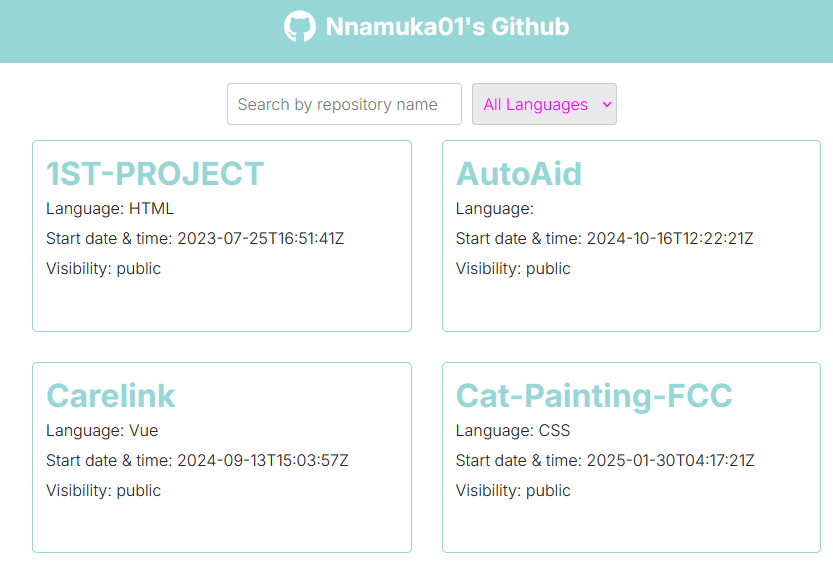 Nnamuka01's Github
Search by repository name
All Languages
1ST-PROJECT
Language: HTML
Start date & time: 2023-07-25T16:51:41Z
Visibility: public
AutoAid
Language:
Start date & time: 2024-10-16T12:22:21Z
Visibility: public
Carelink
Language: Vue
Start date & time: 2024-09-13T15:03:57Z
Visibility: public
Cat-Painting-FCC
Language: CSS
Start date & time: 2025-01-30T04:17:21Z
Visibility: public